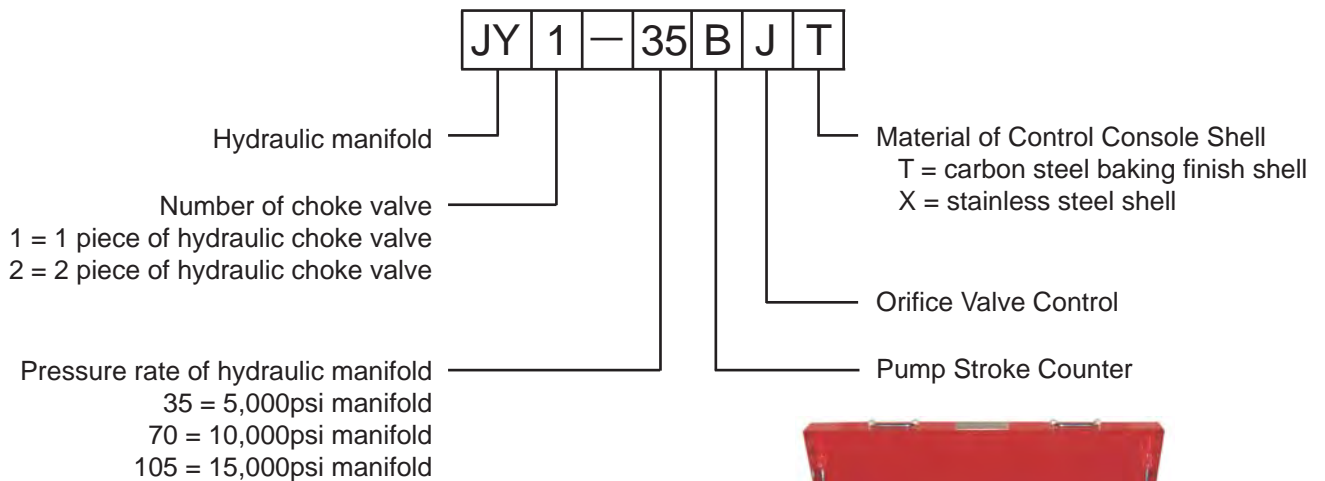 JY 1 — 35 B J T
Hydraulic manifold
Number of choke valve
1 = 1 piece of hydraulic choke valve
2 = 2 piece of hydraulic choke valve
Pressure rate of hydraulic manifold
35 = 5,000psi manifold
70 = 10,000psi manifold
105 = 15,000psi manifold
Material of Control Console Shell
T = carbon steel baking finish shell
X = stainless steel shell
Orifice Valve Control
Pump Stroke Counter